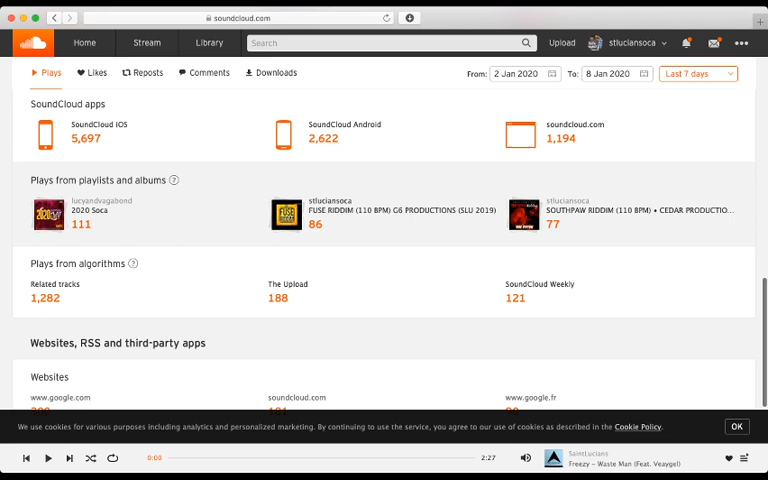 soundcloud.com
Home Stream Library Search Upload stluciansoca
Plays Likes Reposts Comments Downloads From: 2 Jan 2020 To: 8 Jan 2020 Last 7 days
SoundCloud apps
SoundCloud iOS SoundCloud Android soundcloud.com
5,697 2,622 1,194
Plays from playlists and albums ?
lucyandvagabond stluciansoca stluciansoca
2020 Soca FUSE RIDDIM (110 BPM) G6 PRODUCTIONS (SLU 2019) SOUTHPAW RIDDIM (110 BPM) • CEDAR PRODUCTIO...
111 86 77
Plays from algorithms ?
Related tracks The Upload SoundCloud Weekly
1,282 188 121
Websites, RSS and third-party apps
Websites
www.google.com soundcloud.com www.google.fr
We use cookies for various purposes including analytics and personalized marketing. By continuing to use the service, you agree to our use of cookies as described in the Cookie Policy. OK
0:00 2:27 SaintLucians
Freezy – Waste Man (Feat. Veaygel)